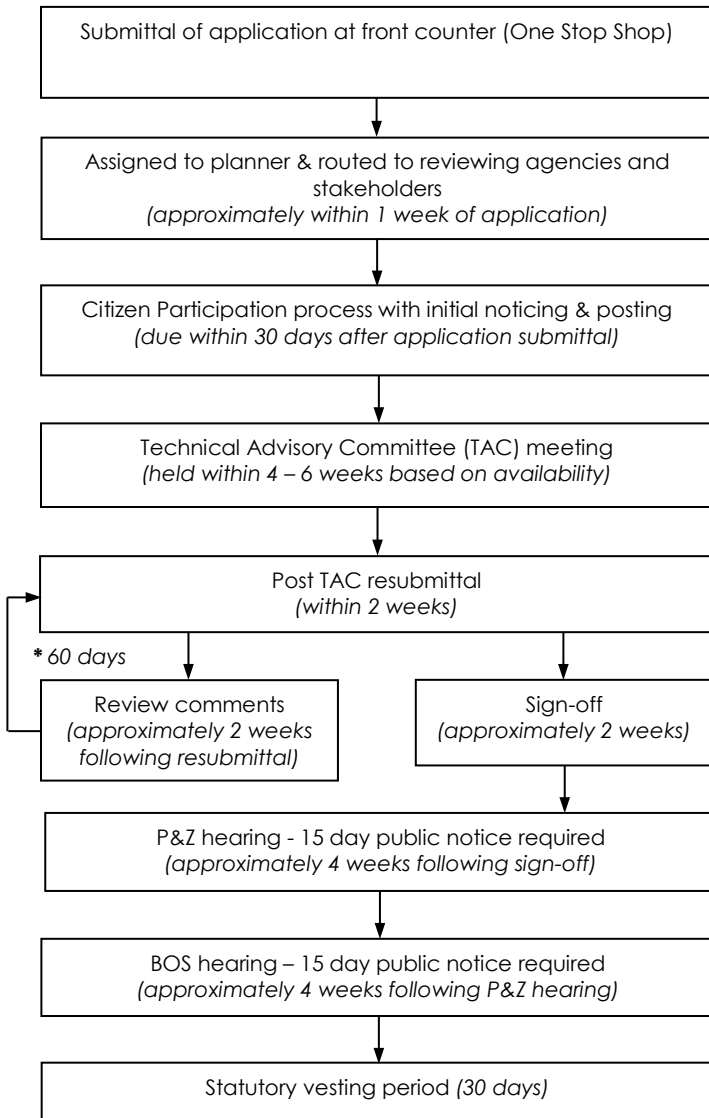 Submittal of application at front counter (One Stop Shop)
Assigned to planner & routed to reviewing agencies and
stakeholders
(approximately within 1 week of application)
Citizen Participation process with initial noticing & posting
(due within 30 days after application submittal)
Technical Advisory Committee (TAC) meeting
(held within 4 – 6 weeks based on availability)
Post TAC resubmittal
(within 2 weeks)
* 60 days
Review comments
(approximately 2 weeks
following resubmittal)
Sign-off
(approximately 2 weeks)
P&Z hearing - 15 day public notice required
(approximately 4 weeks following sign-off)
BOS hearing – 15 day public notice required
(approximately 4 weeks following P&Z hearing)
Statutory vesting period (30 days)